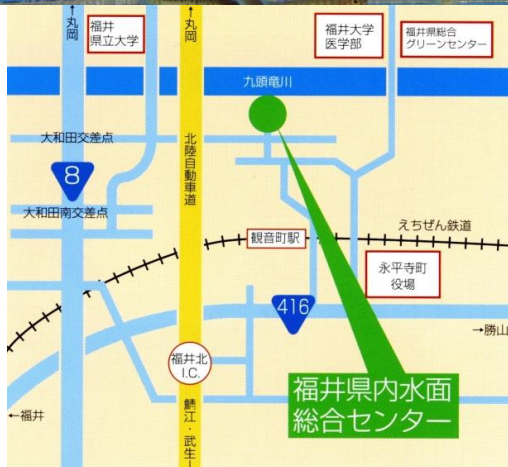 ↑丸岡
福井
県立大学
↑丸岡
福井大学
医学部
福井県総合
グリーンセンター
九頭竜川
大和田交差点
8
北陸自動車道
大和田南交差点
えちぜん鉄道
観音町駅
永平寺町
役場
416
→勝山
福井北
I.C.
福井県内水面
総合センター
←福井
鯖江・武生